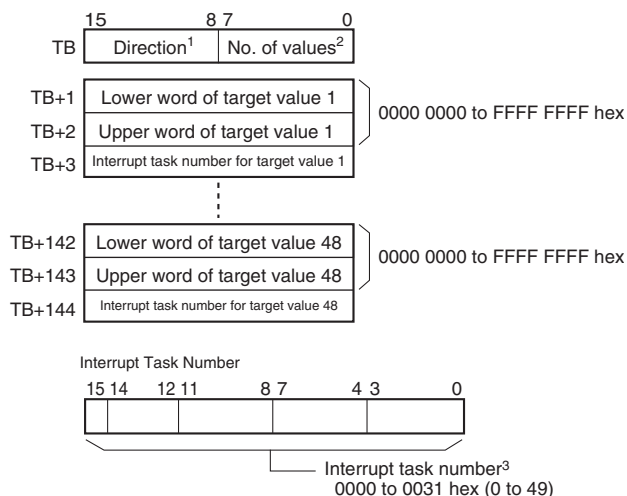 15 8 7 0
TB Direction¹ No. of values²
TB+1 Lower word of target value 1
0000 0000 to FFFF FFFF hex
TB+2 Upper word of target value 1
TB+3 Interrupt task number for target value 1
TB+142 Lower word of target value 48
0000 0000 to FFFF FFFF hex
TB+143 Upper word of target value 48
TB+144 Interrupt task number for target value 48
Interrupt Task Number
15 14 12 11 8 7 4 3 0
Interrupt task number³
0000 to 0031 hex (0 to 49)